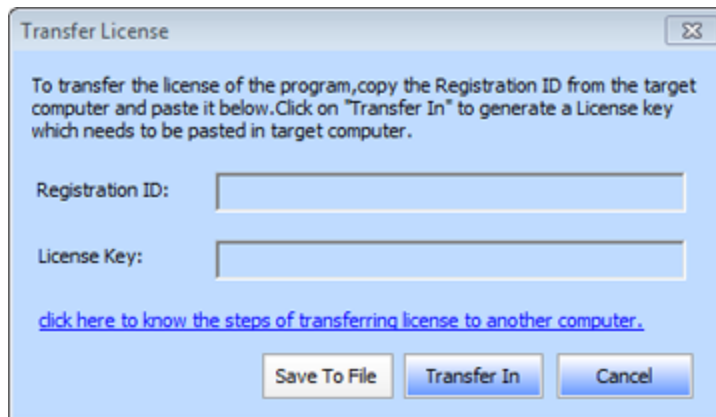 Transfer License
To transfer the license of the program,copy the Registration ID from the target
computer and paste it below.Click on "Transfer In" to generate a License key
which needs to be pasted in target computer.
Registration ID:
License Key:
click here to know the steps of transferring license to another computer.
Save To File Transfer In Cancel